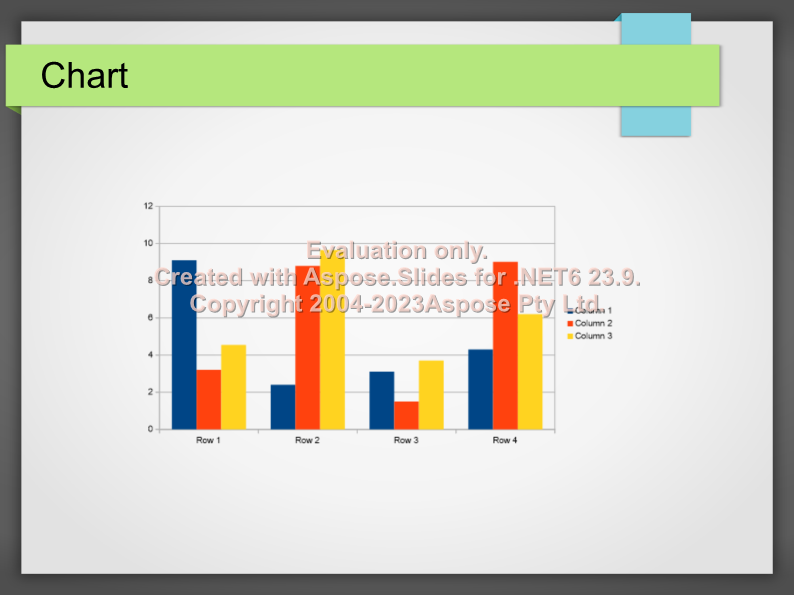 Chart
12
10
8
6
4
2
0
Evaluation only.
Created with Aspose.Slides for .NET6 23.9.
Copyright 2004-2023Aspose Pty Ltd.
Column 1
Column 2
Column 3
Row 1 Row 2 Row 3 Row 4